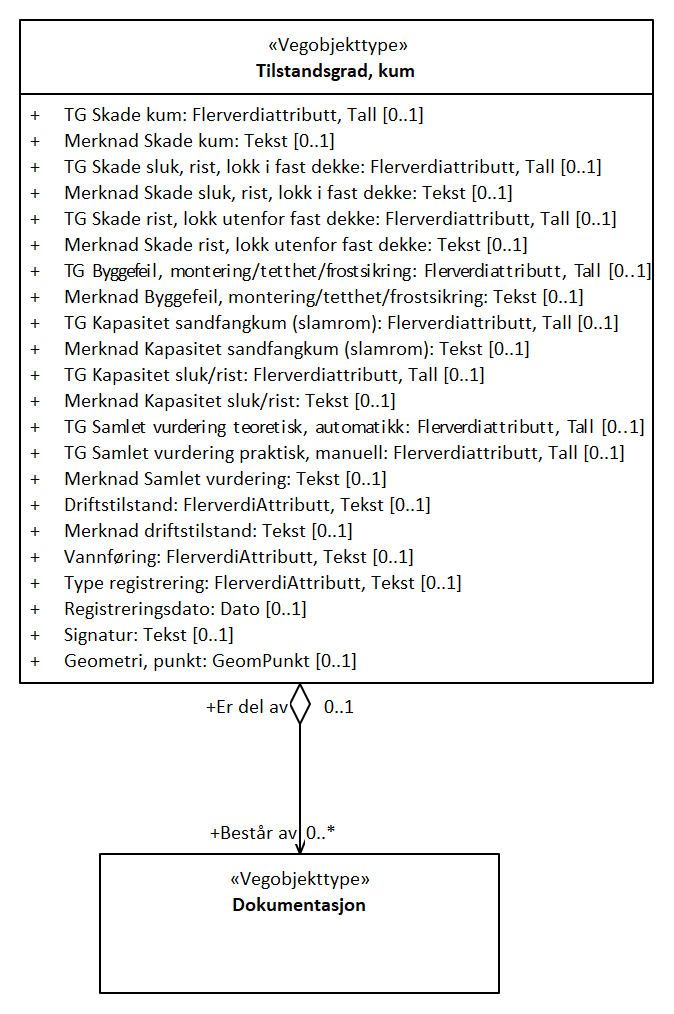 «Vegobjekttype»
Tilstandsgrad, kum
+ TG Skade kum: Flerverdiattributt, Tall [0..1]
+ Merknad Skade kum: Tekst [0..1]
+ TG Skade sluk, rist, lokk i fast dekke: Flerverdiattributt, Tall [0..1]
+ Merknad Skade sluk, rist, lokk i fast dekke: Tekst [0..1]
+ TG Skade rist, lokk utenfor fast dekke: Flerverdiattributt, Tall [0..1]
+ Merknad Skade rist, lokk utenfor fast dekke: Tekst [0..1]
+ TG Byggefeil, montering/tetthet/frostsikring: Flerverdiattributt, Tall [0..1]
+ Merknad Byggefeil, montering/tetthet/frostsikring: Tekst [0..1]
+ TG Kapasitet sandfangkum (slamrom): Flerverdiattributt, Tall [0..1]
+ Merknad Kapasitet sandfangkum (slamrom): Tekst [0..1]
+ TG Kapasitet sluk/rist: Flerverdiattributt, Tall [0..1]
+ Merknad Kapasitet sluk/rist: Tekst [0..1]
+ TG Samlet vurdering teoretisk, automatikk: Flerverdiattributt, Tall [0..1]
+ TG Samlet vurdering praktisk, manuell: Flerverdiattributt, Tall [0..1]
+ Merknad Samlet vurdering: Tekst [0..1]
+ Driftstilstand: FlerverdiAttributt, Tekst [0..1]
+ Merknad driftstilstand: Tekst [0..1]
+ Vannføring: FlerverdiAttributt, Tekst [0..1]
+ Type registrering: FlerverdiAttributt, Tekst [0..1]
+ Registreringsdato: Dato [0..1]
+ Signatur: Tekst [0..1]
+ Geometri, punkt: GeomPunkt [0..1]
+Er del av 0..1
+Består av 0..*
«Vegobjekttype»
Dokumentasjon